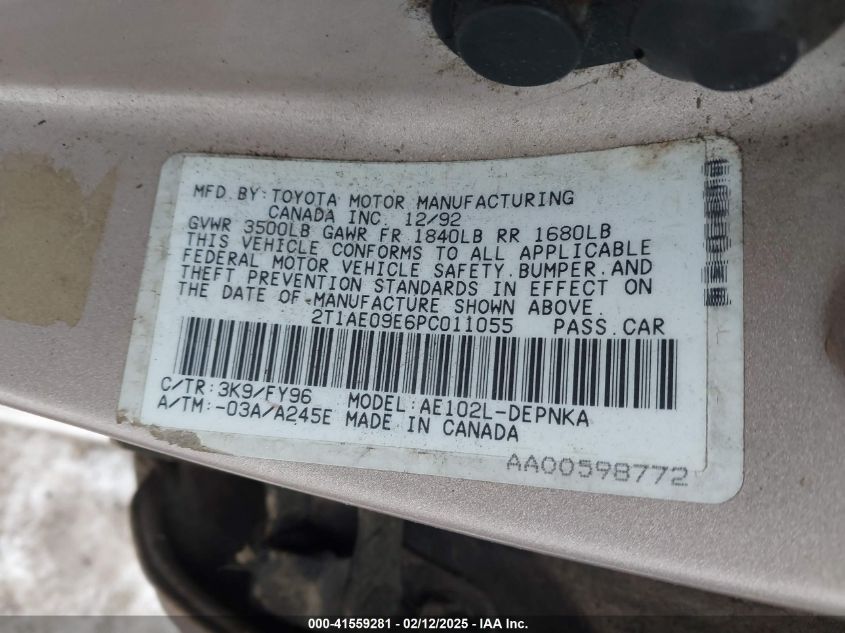 MFD.BY:TOYOTA MOTOR MANUFACTURING
CANADA INC. 12/92
GVWR 3500LB GAWR FR 1840LB RR 1680LB
THIS VEHICLE CONFORMS TO ALL APPLICABLE
FEDERAL MOTOR VEHICLE SAFETY.BUMPER.AND
THEFT PREVENTION STANDARDS IN EFFECT ON
THE DATE OF MANUFACTURE SHOWN ABOVE.
2T1AE09E6PC011055 PASS.CAR
C/TR:3K9/FY96 MODEL:AE102L-DEPNKA
A/TM:-03A/A245E MADE IN CANADA
AA00598772
000-41559281 - 02/12/2025 - IAA Inc.